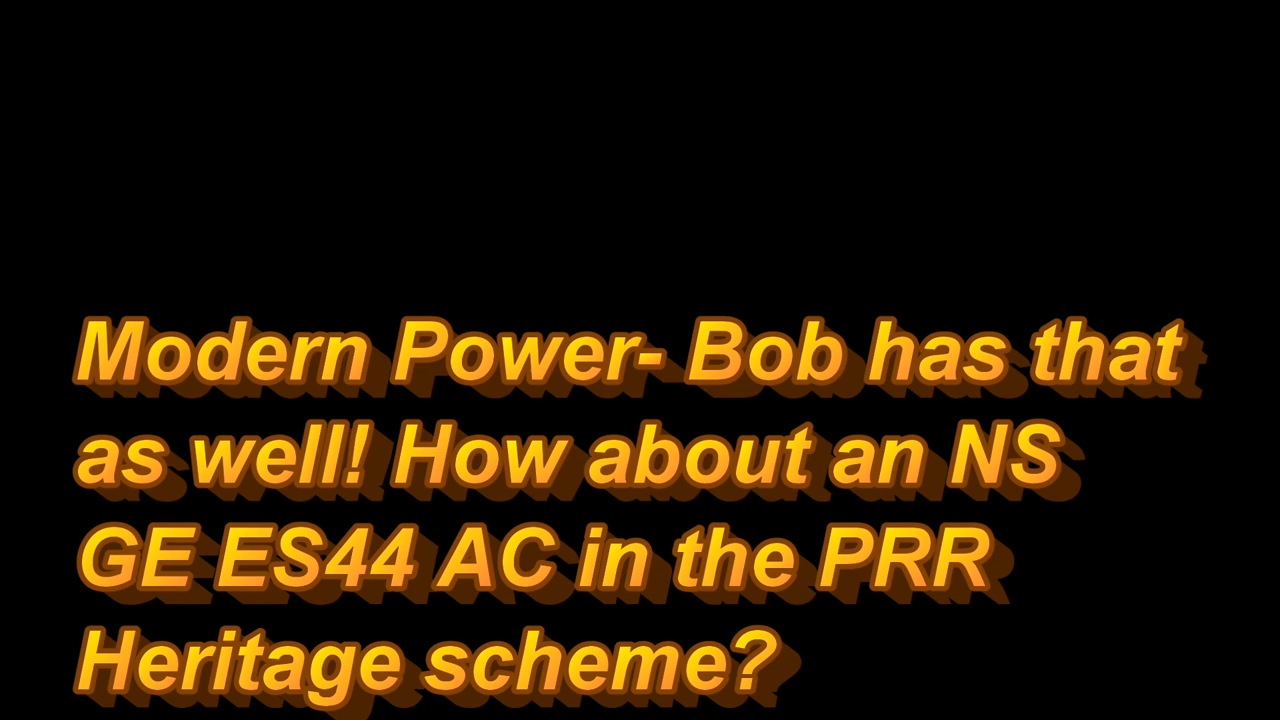 Modern Power- Bob has that
as well! How about an NS
GE ES44 AC in the PRR
Heritage scheme?